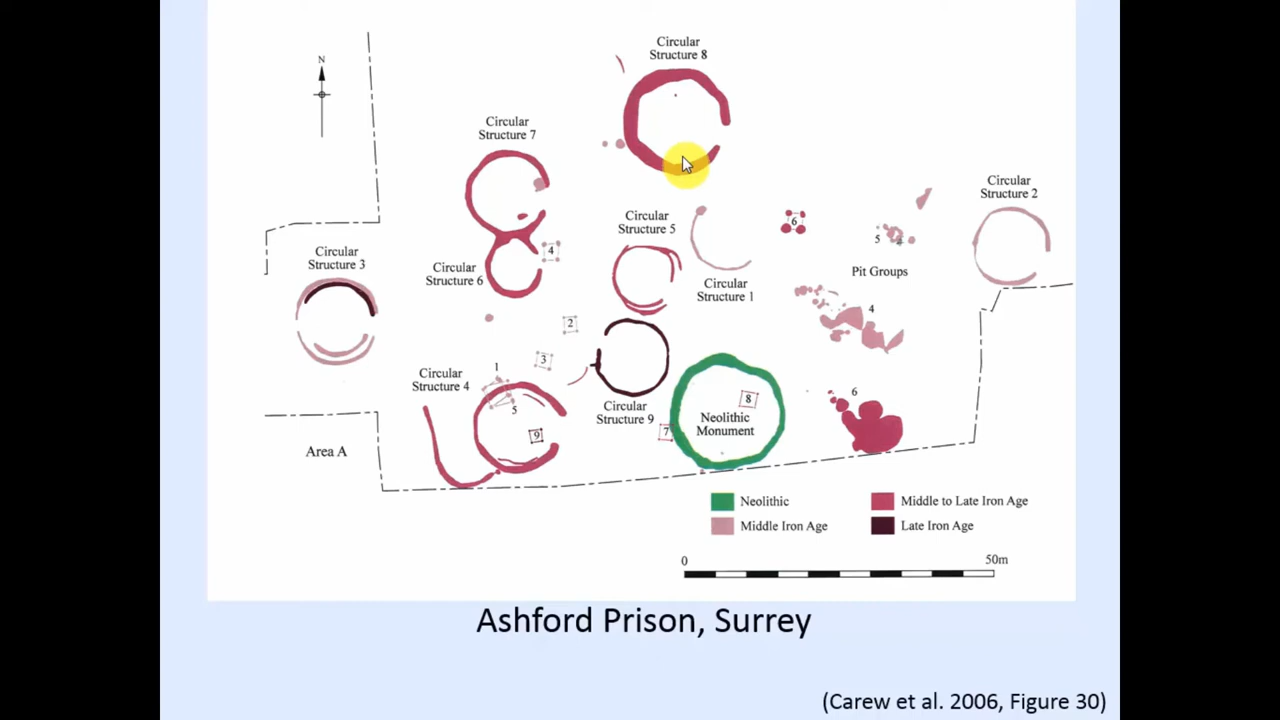 Circular
Structure 8
N
Circular
Structure 7
Circular
Structure 2
Circular
Structure 5
6
5
4
Circular
Structure 3
Circular
Structure 6
Pit Groups
Circular
Structure 1
4
2
3
1
Circular
Structure 4
5
6
8
Circular
Structure 9
Neolithic
Monument
7
9
Area A
Neolithic
Middle to Late Iron Age
Middle Iron Age
Late Iron Age
0
50m
Ashford Prison, Surrey
(Carew et al. 2006, Figure 30)